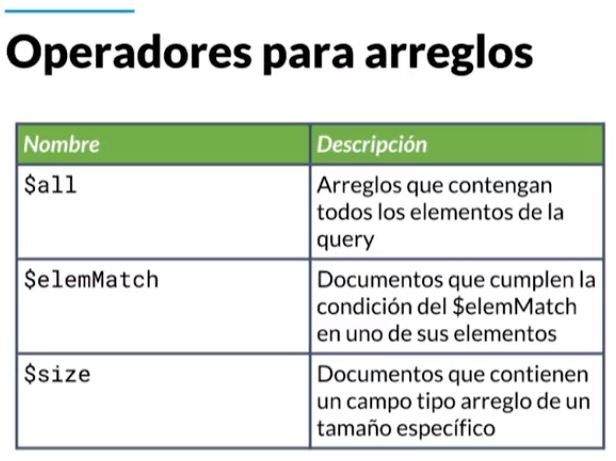 Operadores para arreglos
Nombre
Descripción
$all
Arreglos que contengan
todos los elementos de la
query
$elemMatch
Documentos que cumplen la
condición del $elemMatch
en uno de sus elementos
$size
Documentos que contienen
un campo tipo arreglo de un
tamaño específico